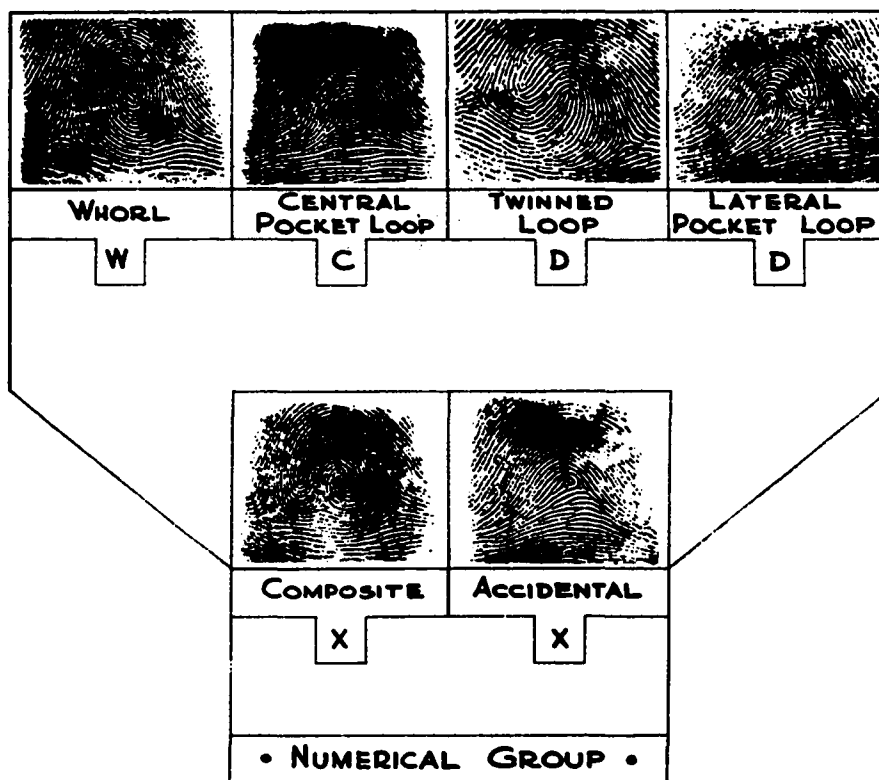 WHORL
CENTRAL
POCKET LOOP
TWINNED
LOOP
LATERAL
POCKET LOOP
W
C
D
D
COMPOSITE
ACCIDENTAL
X
X
• NUMERICAL GROUP •